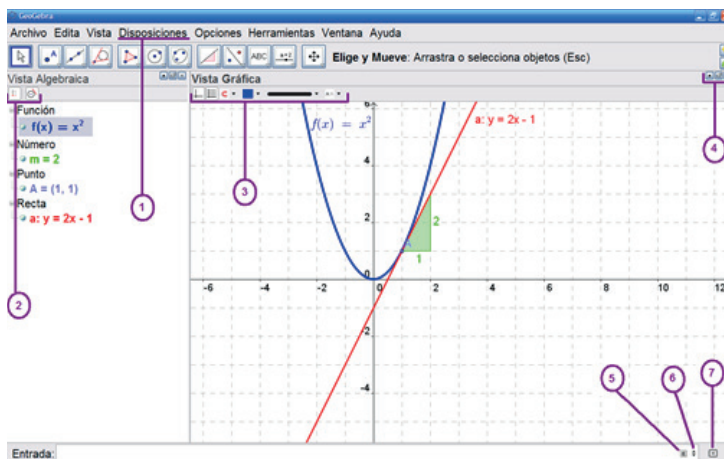 GeoGebra
Archivo Edita Vista Disposiciones Opciones Herramientas Ventana Ayuda
ABC a=2 Elige y Mueve: Arrastra o selecciona objetos (Esc)
Vista Algebraica
Vista Gráfica
Función
f(x) = x²
Número
m = 2
Punto
A = (1, 1)
Recta
a: y = 2x - 1
f(x) = x²
a: y = 2x - 1
6
4
2
0
-2
-4
-6 -4 -2 0 2 4 6 8 10 12
A
2
1
1
2
3
4
5
6
7
Entrada: